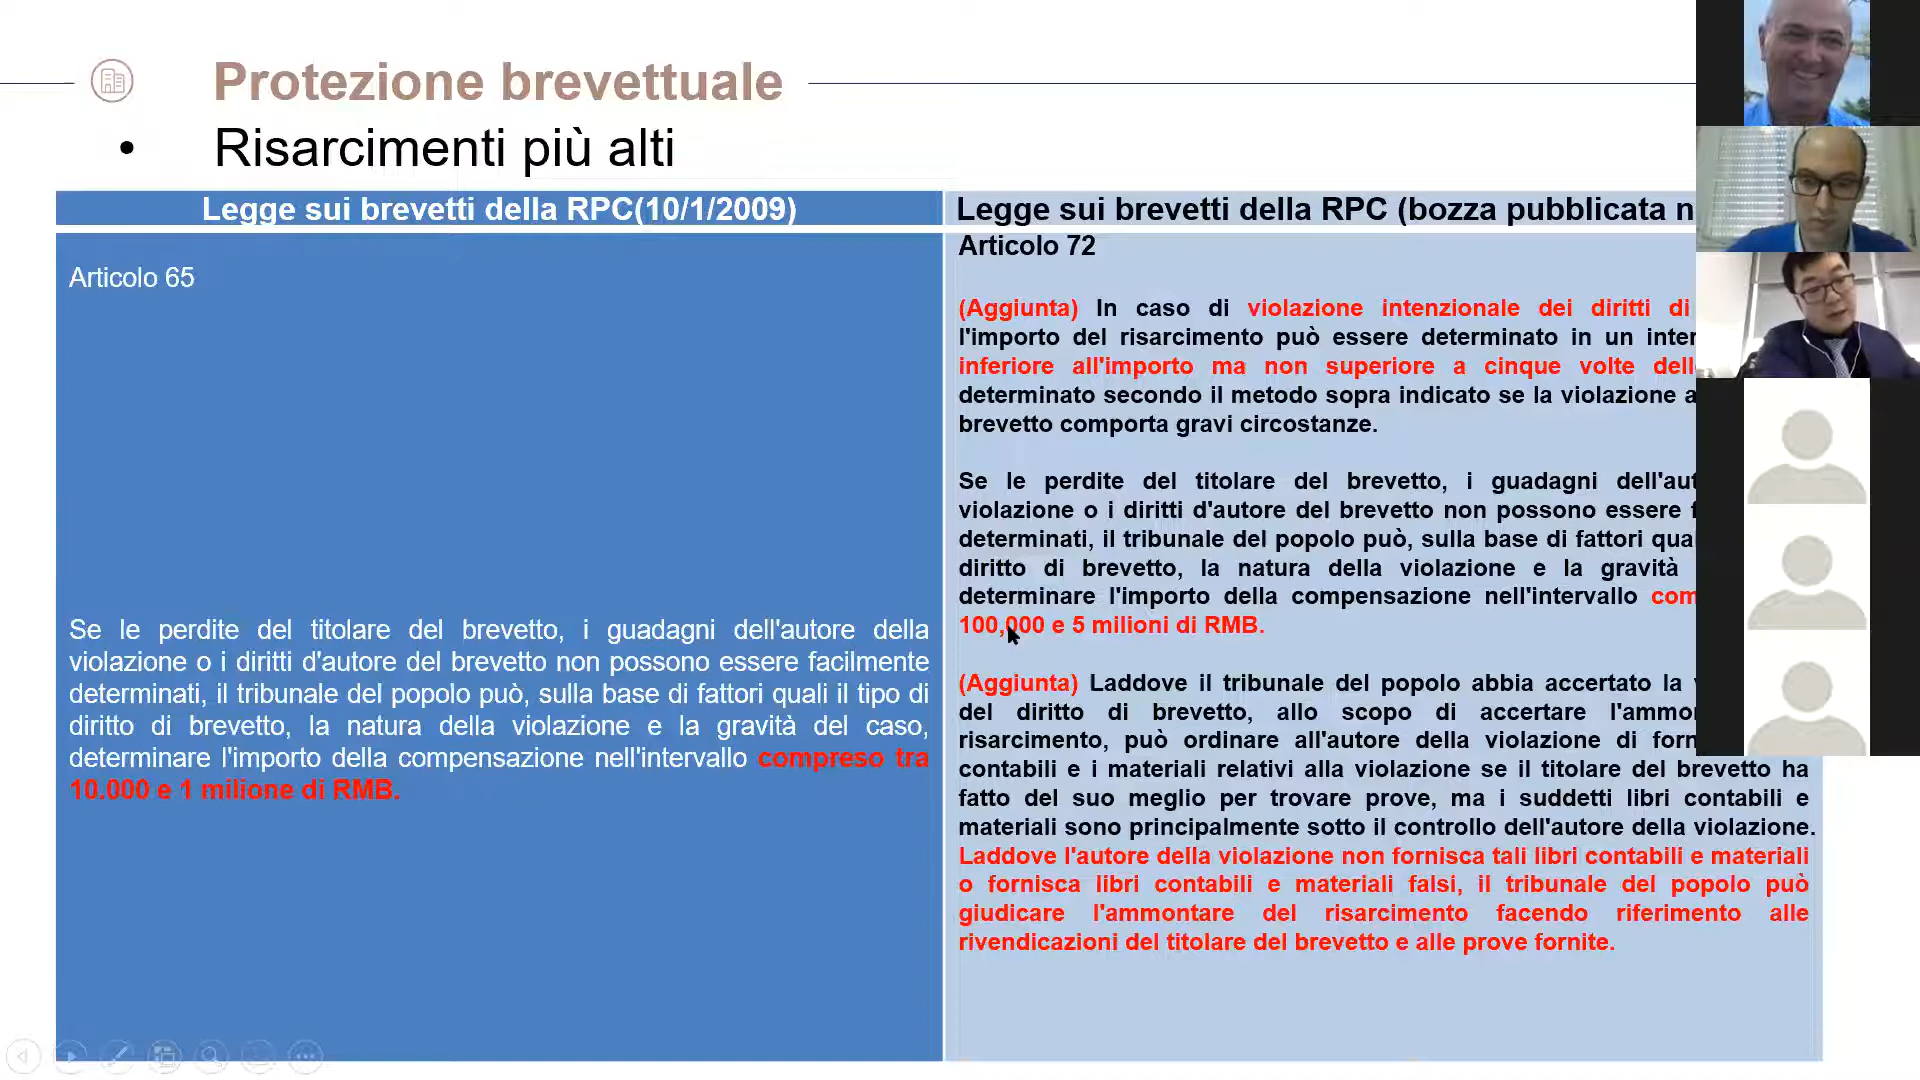 Protezione brevettuale
• Risarcimenti più alti
Legge sui brevetti della RPC(10/1/2009)
Articolo 65
Se le perdite del titolare del brevetto, i guadagni dell'autore della
violazione o i diritti d'autore del brevetto non possono essere facilmente
determinati, il tribunale del popolo può, sulla base di fattori quali il tipo di
diritto di brevetto, la natura della violazione e la gravità del caso,
determinare l'importo della compensazione nell'intervallo compreso tra
10.000 e 1 milione di RMB.
Legge sui brevetti della RPC (bozza pubblicata
Articolo 72
(Aggiunta) In caso di violazione intenzionale dei diritti di
l'importo del risarcimento può essere determinato in un
inferiore all'importo ma non superiore a cinque volte
determinato secondo il metodo sopra indicato se la violazione
brevetto comporta gravi circostanze.
Se le perdite del titolare del brevetto, i guadagni
violazione o i diritti d'autore del brevetto non possono essere
determinati, il tribunale del popolo può, sulla base di fattori
diritto di brevetto, la natura della violazione e la gravità
determinare l'importo della compensazione nell'intervallo
100,000 e 5 milioni di RMB.
(Aggiunta) Laddove il tribunale del popolo abbia accertato la
del diritto di brevetto, allo scopo di accertare
risarcimento, può ordinare all'autore della violazione di
contabili e i materiali relativi alla violazione se il titolare del brevetto ha
fatto del suo meglio per trovare prove, ma i suddetti libri contabili e
materiali sono principalmente sotto il controllo dell'autore della violazione.
Laddove l'autore della violazione non fornisca tali libri contabili e materiali
o fornisca libri contabili e materiali falsi, il tribunale del popolo può
giudicare l'ammontare del risarcimento facendo riferimento alle
rivendicazioni del titolare del brevetto e alle prove fornite.